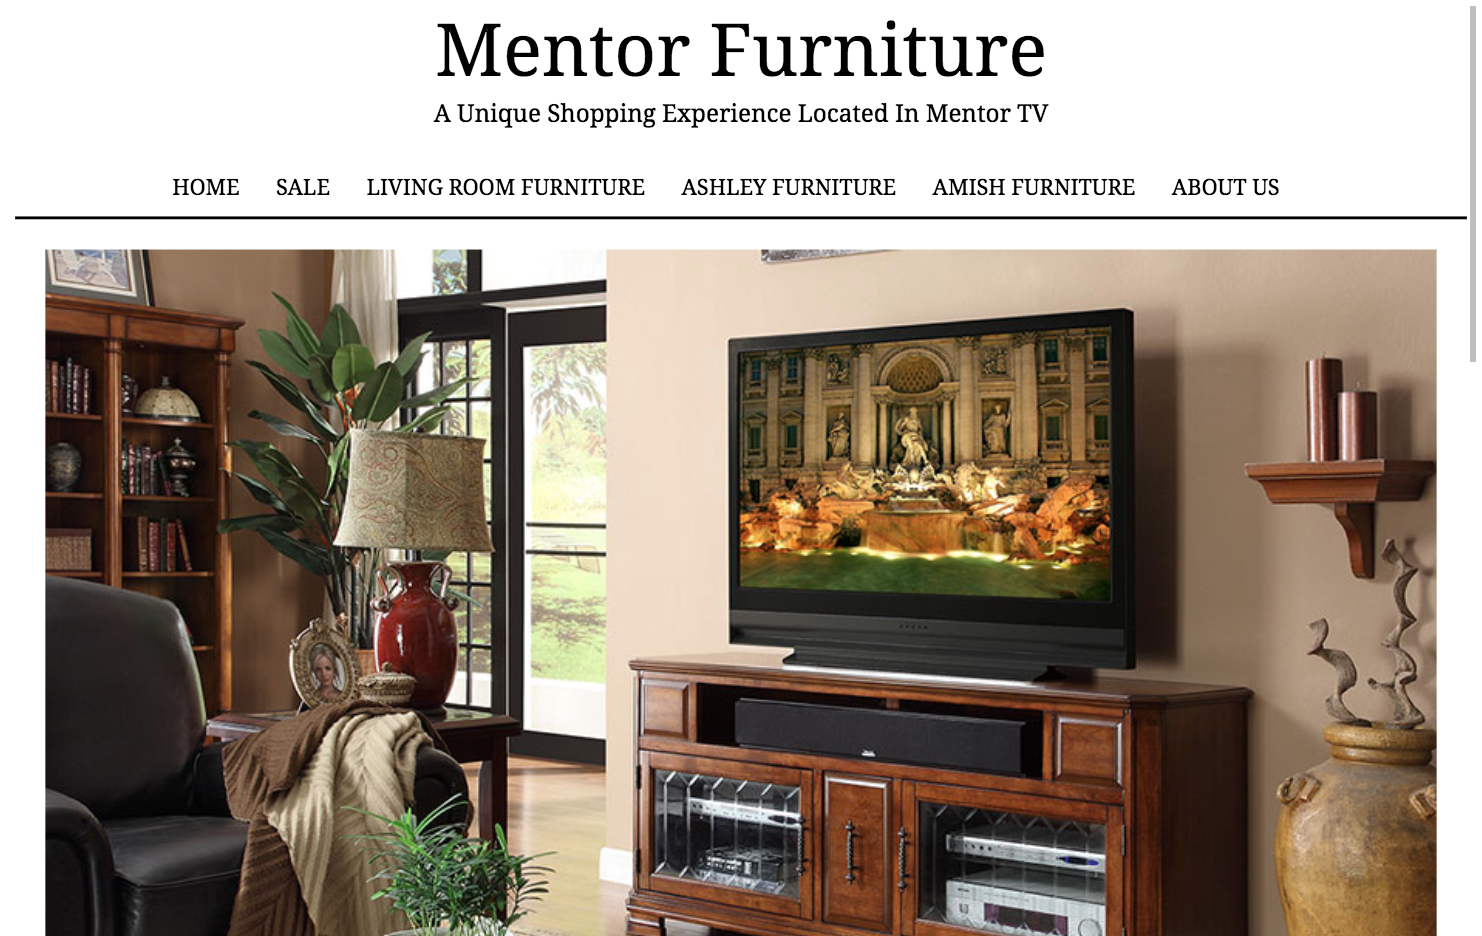 Mentor Furniture
A Unique Shopping Experience Located In Mentor TV
HOME SALE LIVING ROOM FURNITURE ASHLEY FURNITURE AMISH FURNITURE ABOUT US